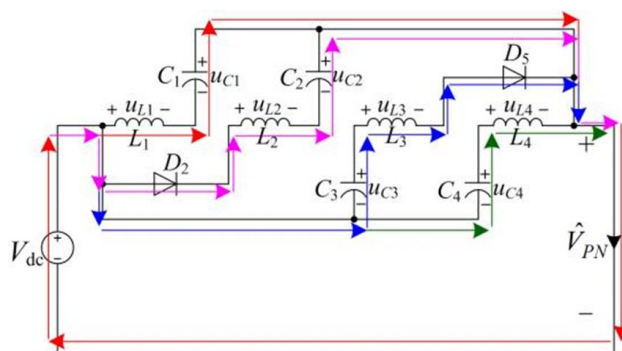 + + D5
C1 uC1 C2 uC2
− −
+ uL1 − + uL2 − + uL3 − + uL4 −
L1 L2 L3 L4
+
D2 + +
C3 uC3 C4 uC4
− −
+
Vdc
−
V̂PN
−